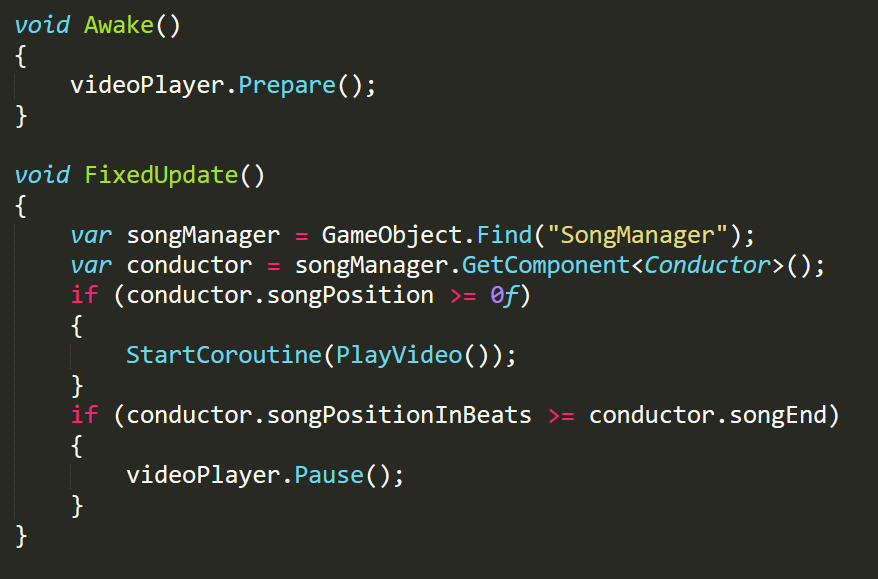 void Awake()
{
    videoPlayer.Prepare();
}

void FixedUpdate()
{
    var songManager = GameObject.Find("SongManager");
    var conductor = songManager.GetComponent<Conductor>();
    if (conductor.songPosition >= 0f)
    {
        StartCoroutine(PlayVideo());
    }
    if (conductor.songPositionInBeats >= conductor.songEnd)
    {
        videoPlayer.Pause();
    }
}